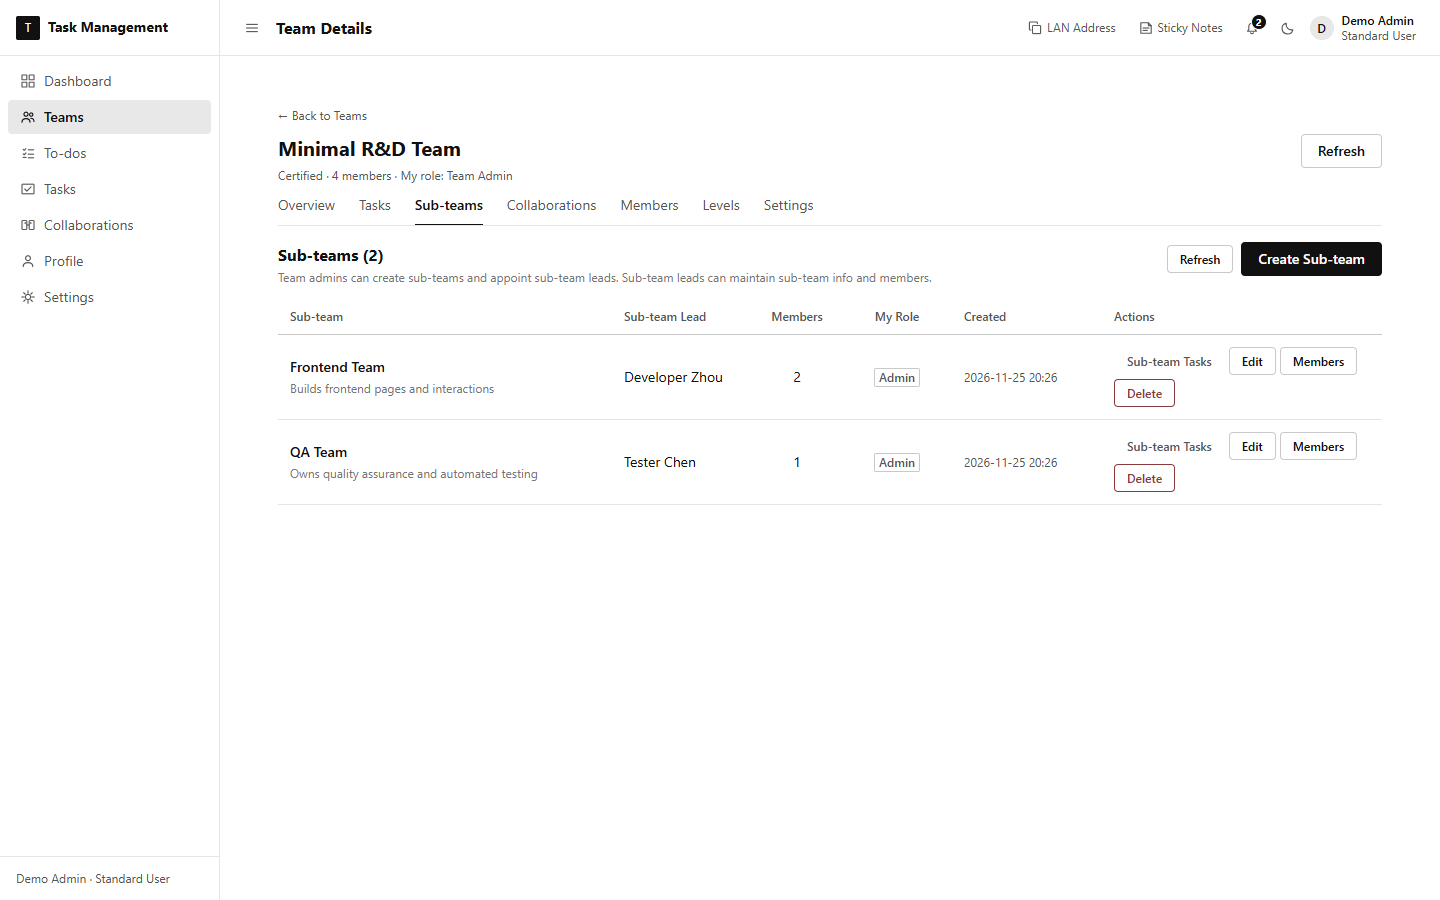 T Task Management
Team Details
LAN Address
Sticky Notes
2
D
Demo Admin
Standard User
Dashboard
Teams
To-dos
Tasks
Collaborations
Profile
Settings
← Back to Teams
Minimal R&D Team
Refresh
Certified · 4 members · My role: Team Admin
Overview Tasks Sub-teams Collaborations Members Levels Settings
Sub-teams (2)
Team admins can create sub-teams and appoint sub-team leads. Sub-team leads can maintain sub-team info and members.
Refresh Create Sub-team
Sub-team Sub-team Lead Members My Role Created Actions
Frontend Team
Builds frontend pages and interactions
Developer Zhou 2 Admin 2026-11-25 20:26
Sub-team Tasks Edit Members
Delete
QA Team
Owns quality assurance and automated testing
Tester Chen 1 Admin 2026-11-25 20:26
Sub-team Tasks Edit Members
Delete
Demo Admin · Standard User